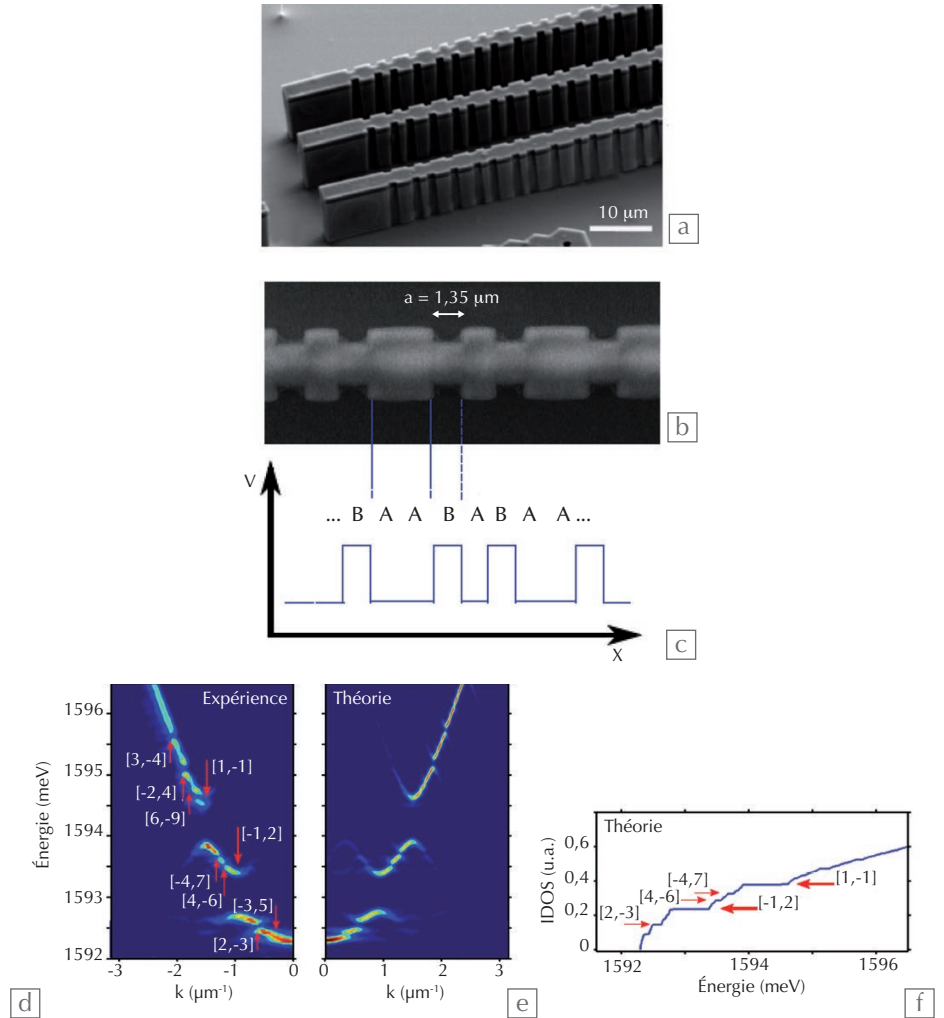 10 µm
a
a = 1,35 µm
b
V
... B A A B A B A A ...
X
c
Expérience
Théorie
1596
1595
1594
1593
1592
Énergie (meV)
[3,-4]
[1,-1]
[-2,4]
[6,-9]
[-1,2]
[-4,7]
[4,-6]
[-3,5]
[2,-3]
-3 -2 -1 0
k (µm⁻¹)
0 1 2 3
k (µm⁻¹)
d
e
Théorie
0,6
0,4
0,2
0
IDOS (u.a.)
[-4,7]
[4,-6]
[2,-3]
[1,-1]
[-1,2]
1592 1594 1596
Énergie (meV)
f